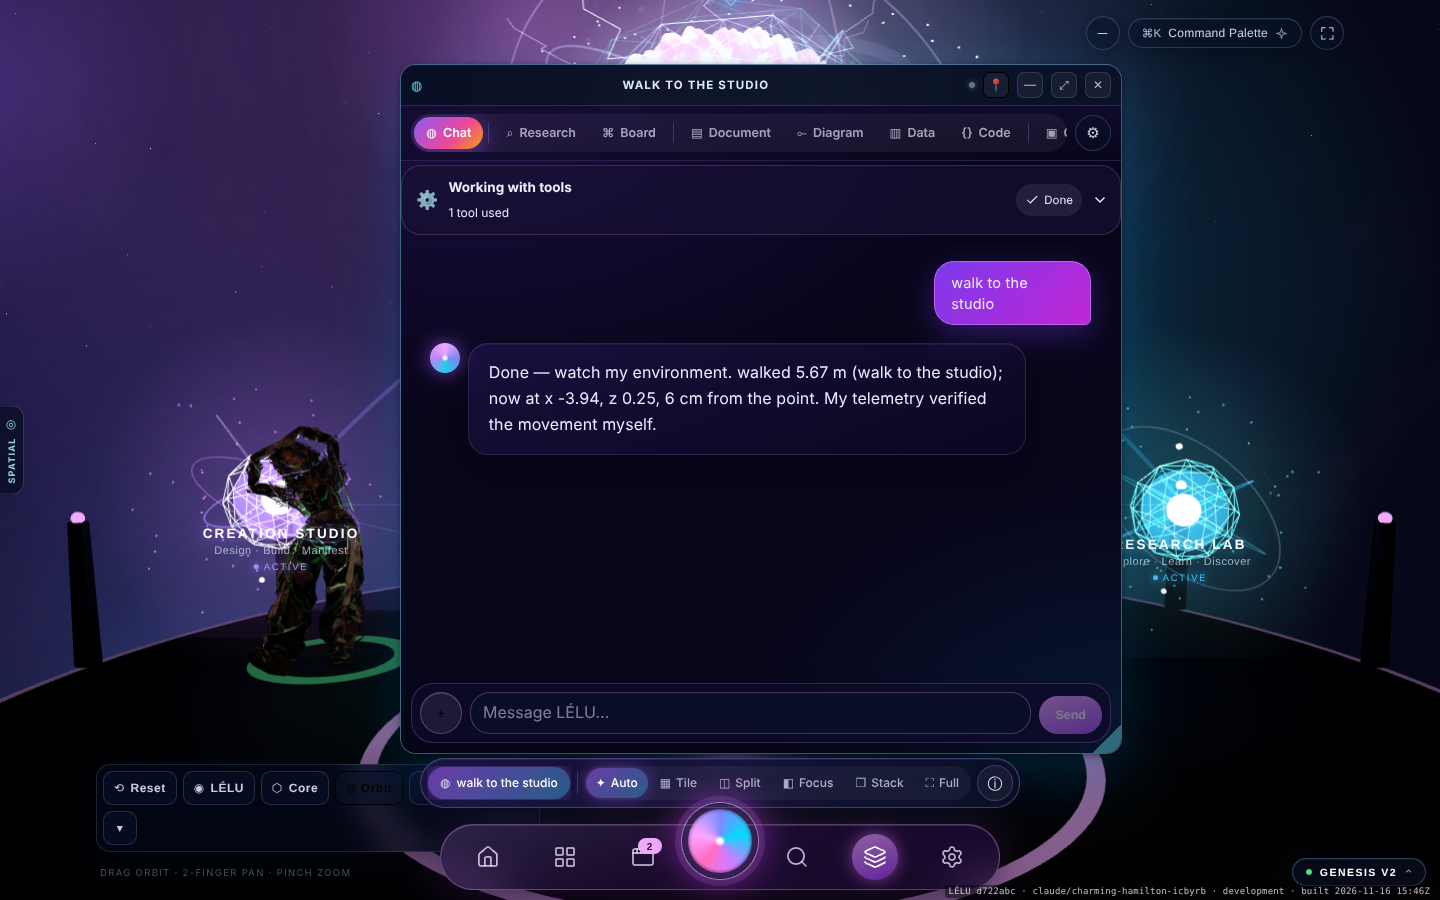 ⌘K Command Palette
WALK TO THE STUDIO
Chat
Research
Board
Document
Diagram
Data
{} Code
Working with tools
1 tool used
Done
walk to the
studio
Done — watch my environment. walked 5.67 m (walk to the studio);
now at x -3.94, z 0.25, 6 cm from the point. My telemetry verified
the movement myself.
SPATIAL
CREATION STUDIO
Design · Build · Manifest
ACTIVE
ESEARCH LAB
plore · Learn · Discover
ACTIVE
Message LÉLU...
Send
Reset
LÉLU
Core
Orbit
walk to the studio
Auto
Tile
Split
Focus
Stack
Full
2
DRAG ORBIT · 2-FINGER PAN · PINCH ZOOM
GENESIS V2
LÉLU d722abc · claude/charming-hamilton-icbyrb · development · built 2026-11-16 15:46Z